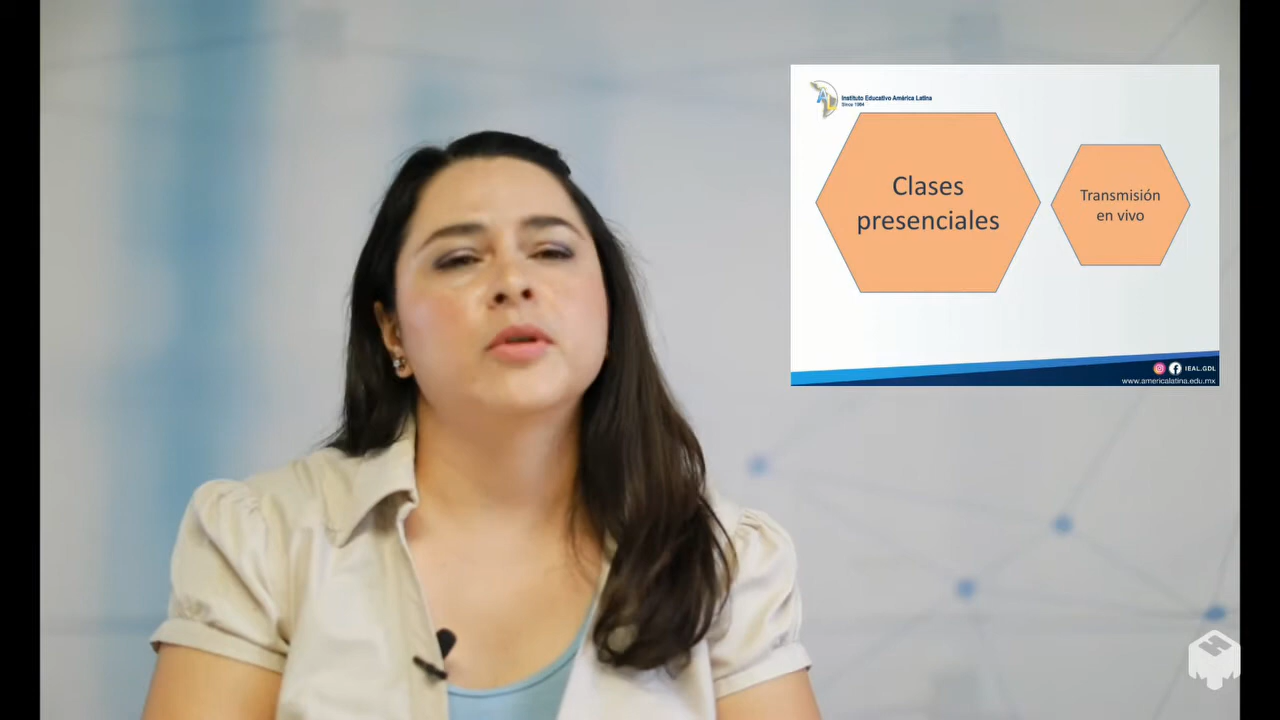 Instituto Educativo América Latina
Since 1964
Clases
presenciales
Transmisión
en vivo
IEAL.GDL
www.americalatina.edu.mx